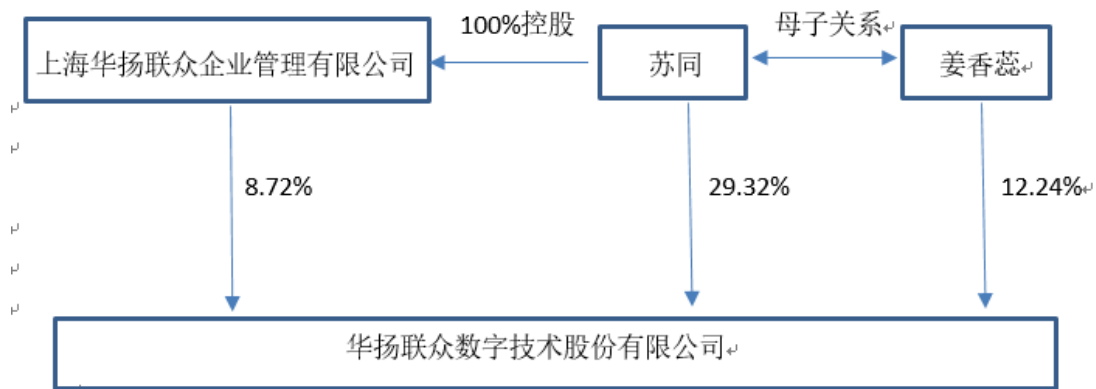 100%控股
母子关系
上海华扬联众企业管理有限公司
苏同
姜香蕊
8.72%
29.32%
12.24%
华扬联众数字技术股份有限公司